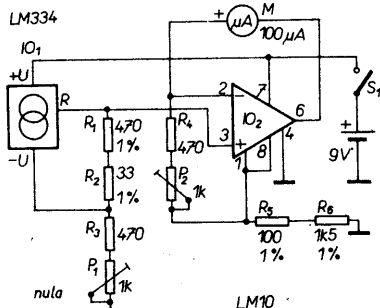 LM334
IO1
+U
R
-U
R1
470
1%
R2
33
1%
R3
470
P1
1k
nula
+
μA
M
100μA
2
-
7
IO2
6
3
+
1
8
4
R4
470
P2
1k
R5
100
1%
R6
1k5
1%
S1
+
9V
LM10